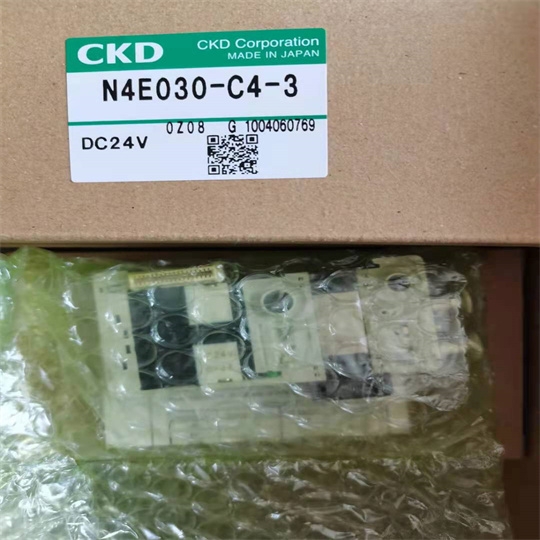 CKD
CKD Corporation
MADE IN JAPAN
N4E030-C4-3
0Z08 G 1004060769
DC24V